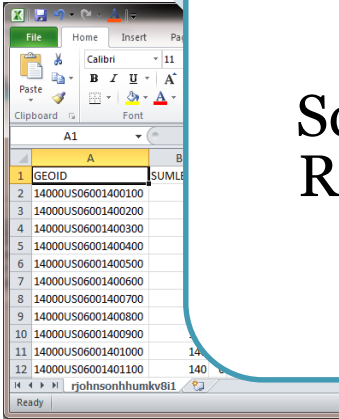 File Home Insert Pa
Calibri 11 A
Paste B I U A
Clipboard Font
A1
A B
1 GEOID SUMLE
2 14000US06001400100
3 14000US06001400200
4 14000US06001400300
5 14000US06001400400
6 14000US06001400500
7 14000US06001400600
8 14000US06001400700
9 14000US06001400800
10 14000US06001400900
11 14000US06001401000 14
12 14000US06001401100 140
rjohnsonhhumkv8i1
Ready
So
R